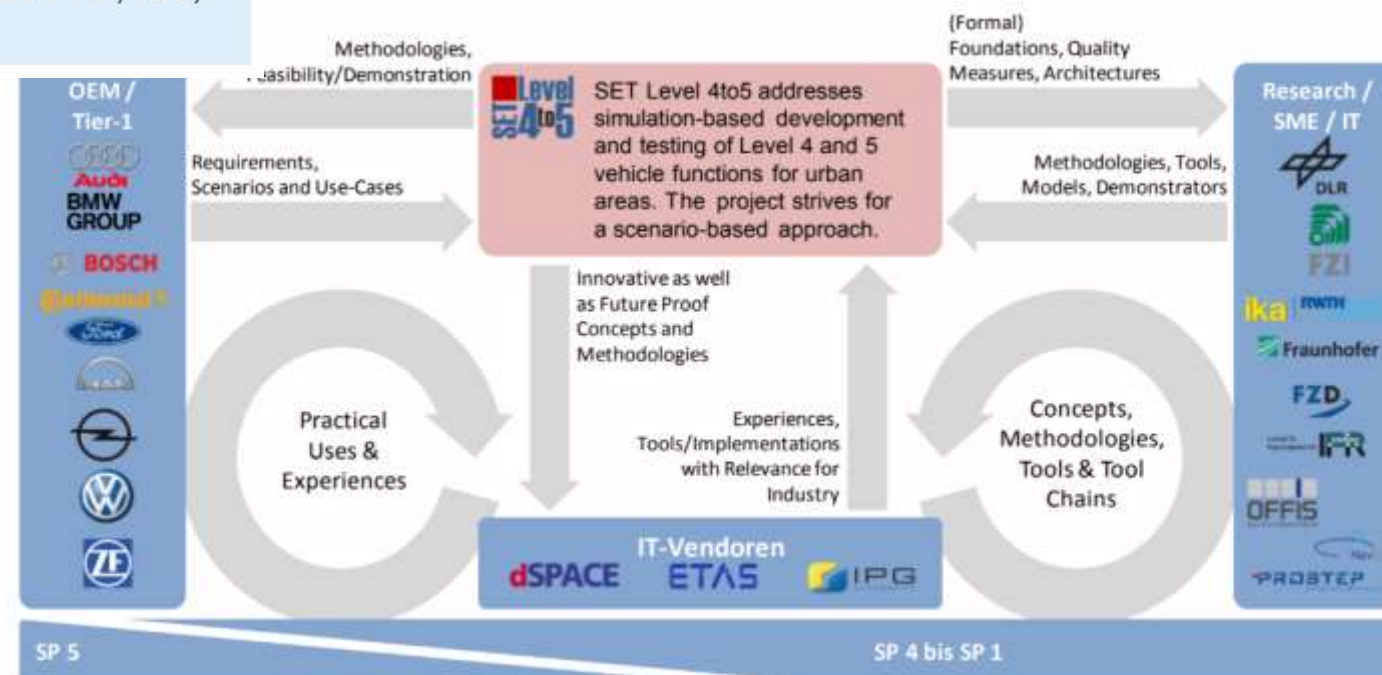 Methodologies,
Feasibility/Demonstration
(Formal)
Foundations, Quality
Measures, Architectures
OEM /
Tier-1
Audi
BMW
GROUP
BOSCH
Continental
Ford
ZF
Requirements,
Scenarios and Use-Cases
SET Level
4to5
SET Level 4to5 addresses
simulation-based development
and testing of Level 4 and 5
vehicle functions for urban
areas. The project strives for
a scenario-based approach.
Methodologies, Tools,
Models, Demonstrators
Research /
SME / IT
DLR
FZI
ika RWTH
Fraunhofer
FZD
IFR
OFFIS
PROSTEP
Innovative as well
as Future Proof
Concepts and
Methodologies
Experiences,
Tools/Implementations
with Relevance for
Industry
Practical
Uses &
Experiences
Concepts,
Methodologies,
Tools & Tool
Chains
IT-Vendoren
dSPACE ETAS IPG
SP 5
SP 4 bis SP 1